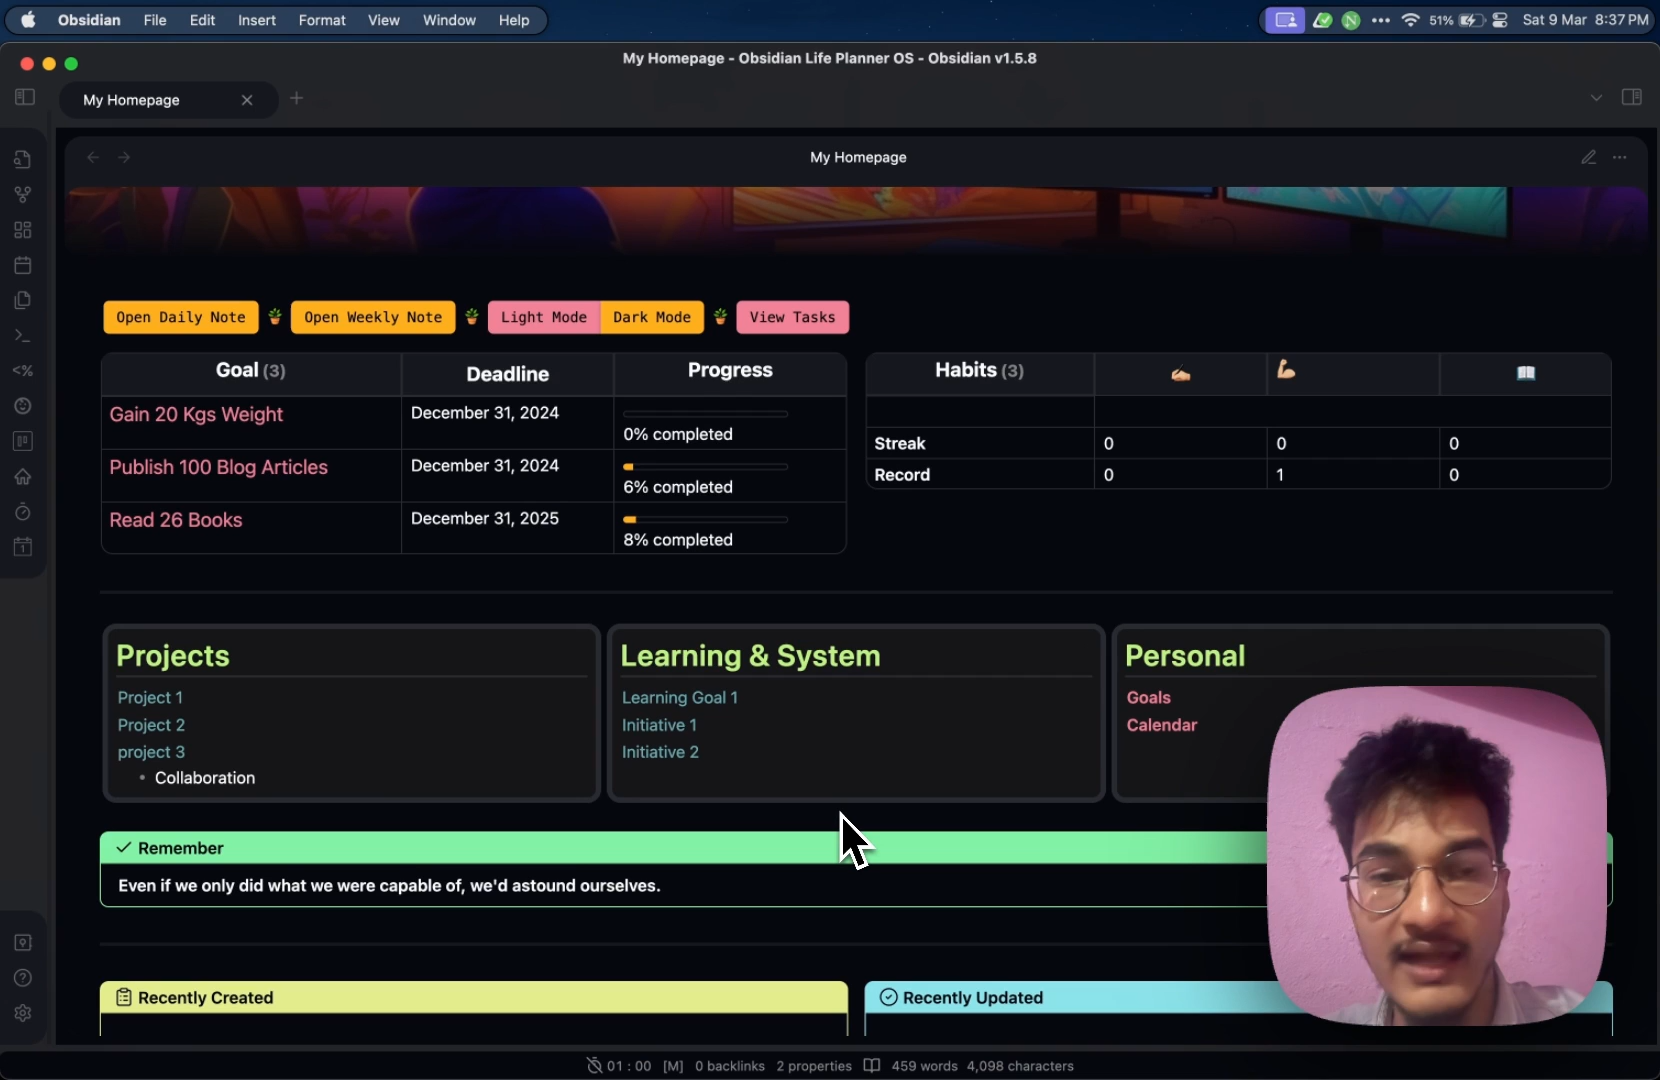 Obsidian File Edit Insert Format View Window Help
51% Sat 9 Mar 8:37 PM
My Homepage - Obsidian Life Planner OS - Obsidian v1.5.8
My Homepage
My Homepage
Open Daily Note Open Weekly Note Light Mode Dark Mode View Tasks
Goal (3) Deadline Progress
Gain 20 Kgs Weight December 31, 2024
0% completed
Publish 100 Blog Articles December 31, 2024
6% completed
Read 26 Books December 31, 2025
8% completed
Habits (3)
Streak 0 0 0
Record 0 1 0
Projects
Project 1
Project 2
project 3
• Collaboration
Learning & System
Learning Goal 1
Initiative 1
Initiative 2
Personal
Goals
Calendar
Remember
Even if we only did what we were capable of, we'd astound ourselves.
Recently Created
Recently Updated
01 : 00 [M] 0 backlinks 2 properties 459 words 4,098 characters